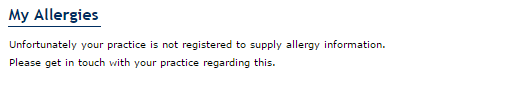 My Allergies
Unfortunately your practice is not registered to supply allergy information.
Please get in touch with your practice regarding this.